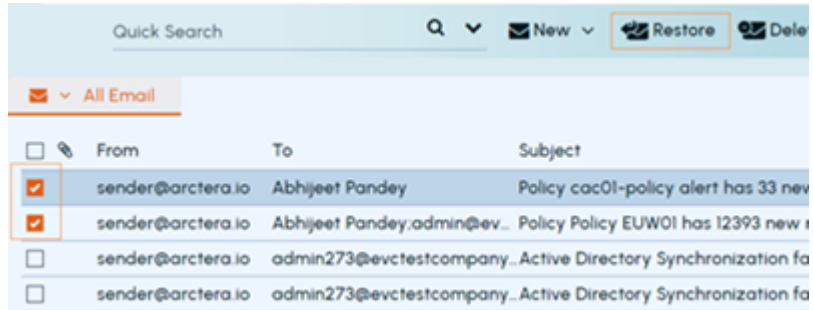 Quick Search New Restore Dele
All Email
From To Subject
sender@arctera.io Abhijeet Pandey Policy cac01-policy alert has 33 new
sender@arctera.io Abhijeet Pandey;admin@ev... Policy Policy EUW01 has 12393 new
sender@arctera.io admin273@evctestcompany... Active Directory Synchronization fa
sender@arctera.io admin273@evctestcompany... Active Directory Synchronization fa